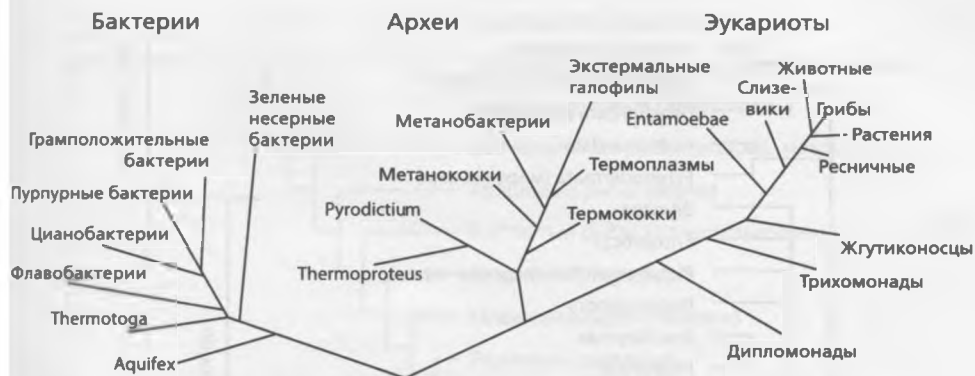 Бактерии
Археи
Эукариоты
Зеленые
несерные
бактерии
Грамположительные
бактерии
Пурпурные бактерии
Цианобактерии
Флавобактерии
Thermotoga
Aquifex
Экстермальные
галофилы
Метанобактерии
Метанококки
Термоплазмы
Pyrodictium
Термококки
Thermoproteus
Животные
Слизе-
вики
Грибы
Entamoebae
Растения
Ресничные
Жгутиконосцы
Трихомонады
Дипломонады